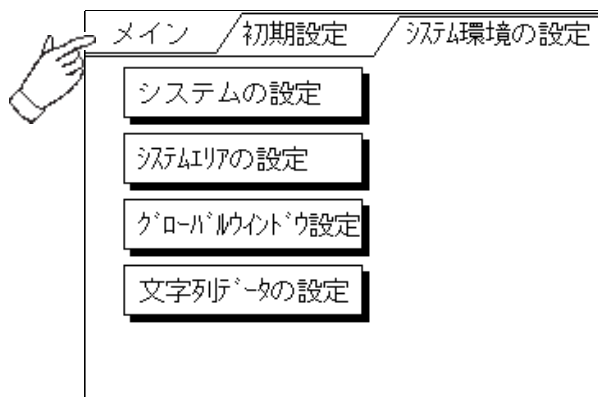 メイン 初期設定 ｼｽﾃﾑ環境の設定
システムの設定
ｼｽﾃﾑｴﾘｱの設定
ｸﾞﾛｰﾊﾞﾙｳｲﾝﾄﾞｳ設定
文字列ﾃﾞｰﾀの設定